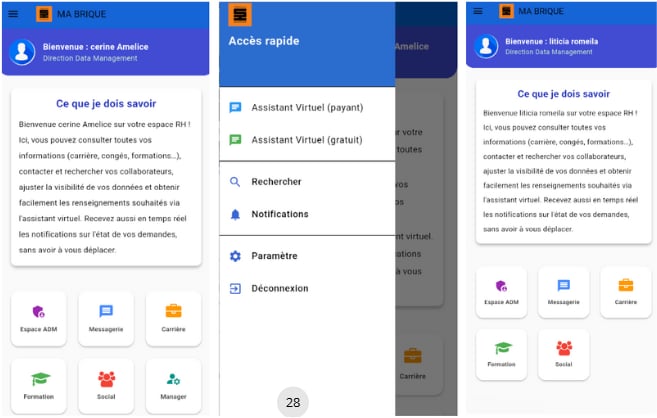 MA BRIQUE
Bienvenue : cerine Amelice
Direction Data Management
Ce que je dois savoir
Bienvenue cerine Amelice sur votre espace RH !
Ici, vous pouvez consulter toutes vos
informations (carrière, congés, formations...),
contacter et rechercher vos collaborateurs,
ajuster la visibilité de vos données et obtenir
facilement les renseignements souhaités via
l'assistant virtuel. Recevez aussi en temps réel
les notifications sur l'état de vos demandes,
sans avoir à vous déplacer.
Espace ADM
Messagerie
Carrière
Formation
Social
Manager
Accès rapide
Assistant Virtuel (payant)
Assistant Virtuel (gratuit)
Rechercher
Notifications
Paramètre
Déconnexion
Amelice
r votre
toutes
nt virtuel.
à vous
Carrière
28
MA BRIQUE
Bienvenue : liticia romeila
Direction Data Management
Ce que je dois savoir
Bienvenue liticia romeila sur votre espace RH !
Ici, vous pouvez consulter toutes vos
informations (carrière, congés, formations...),
contacter et rechercher vos collaborateurs,
ajuster la visibilité de vos données et obtenir
facilement les renseignements souhaités via
l'assistant virtuel. Recevez aussi en temps réel
les notifications sur l'état de vos demandes,
sans avoir à vous déplacer.
Espace ADM
Messagerie
Carrière
Formation
Social